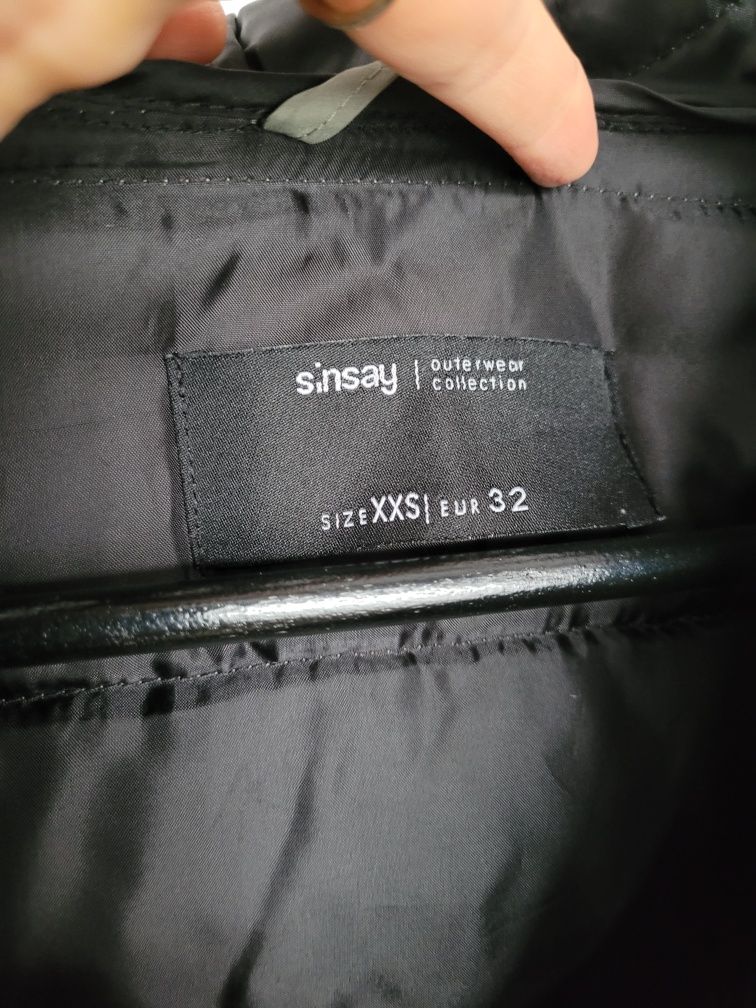 sinsay | outerwear
collection
SIZE XXS | EUR 32